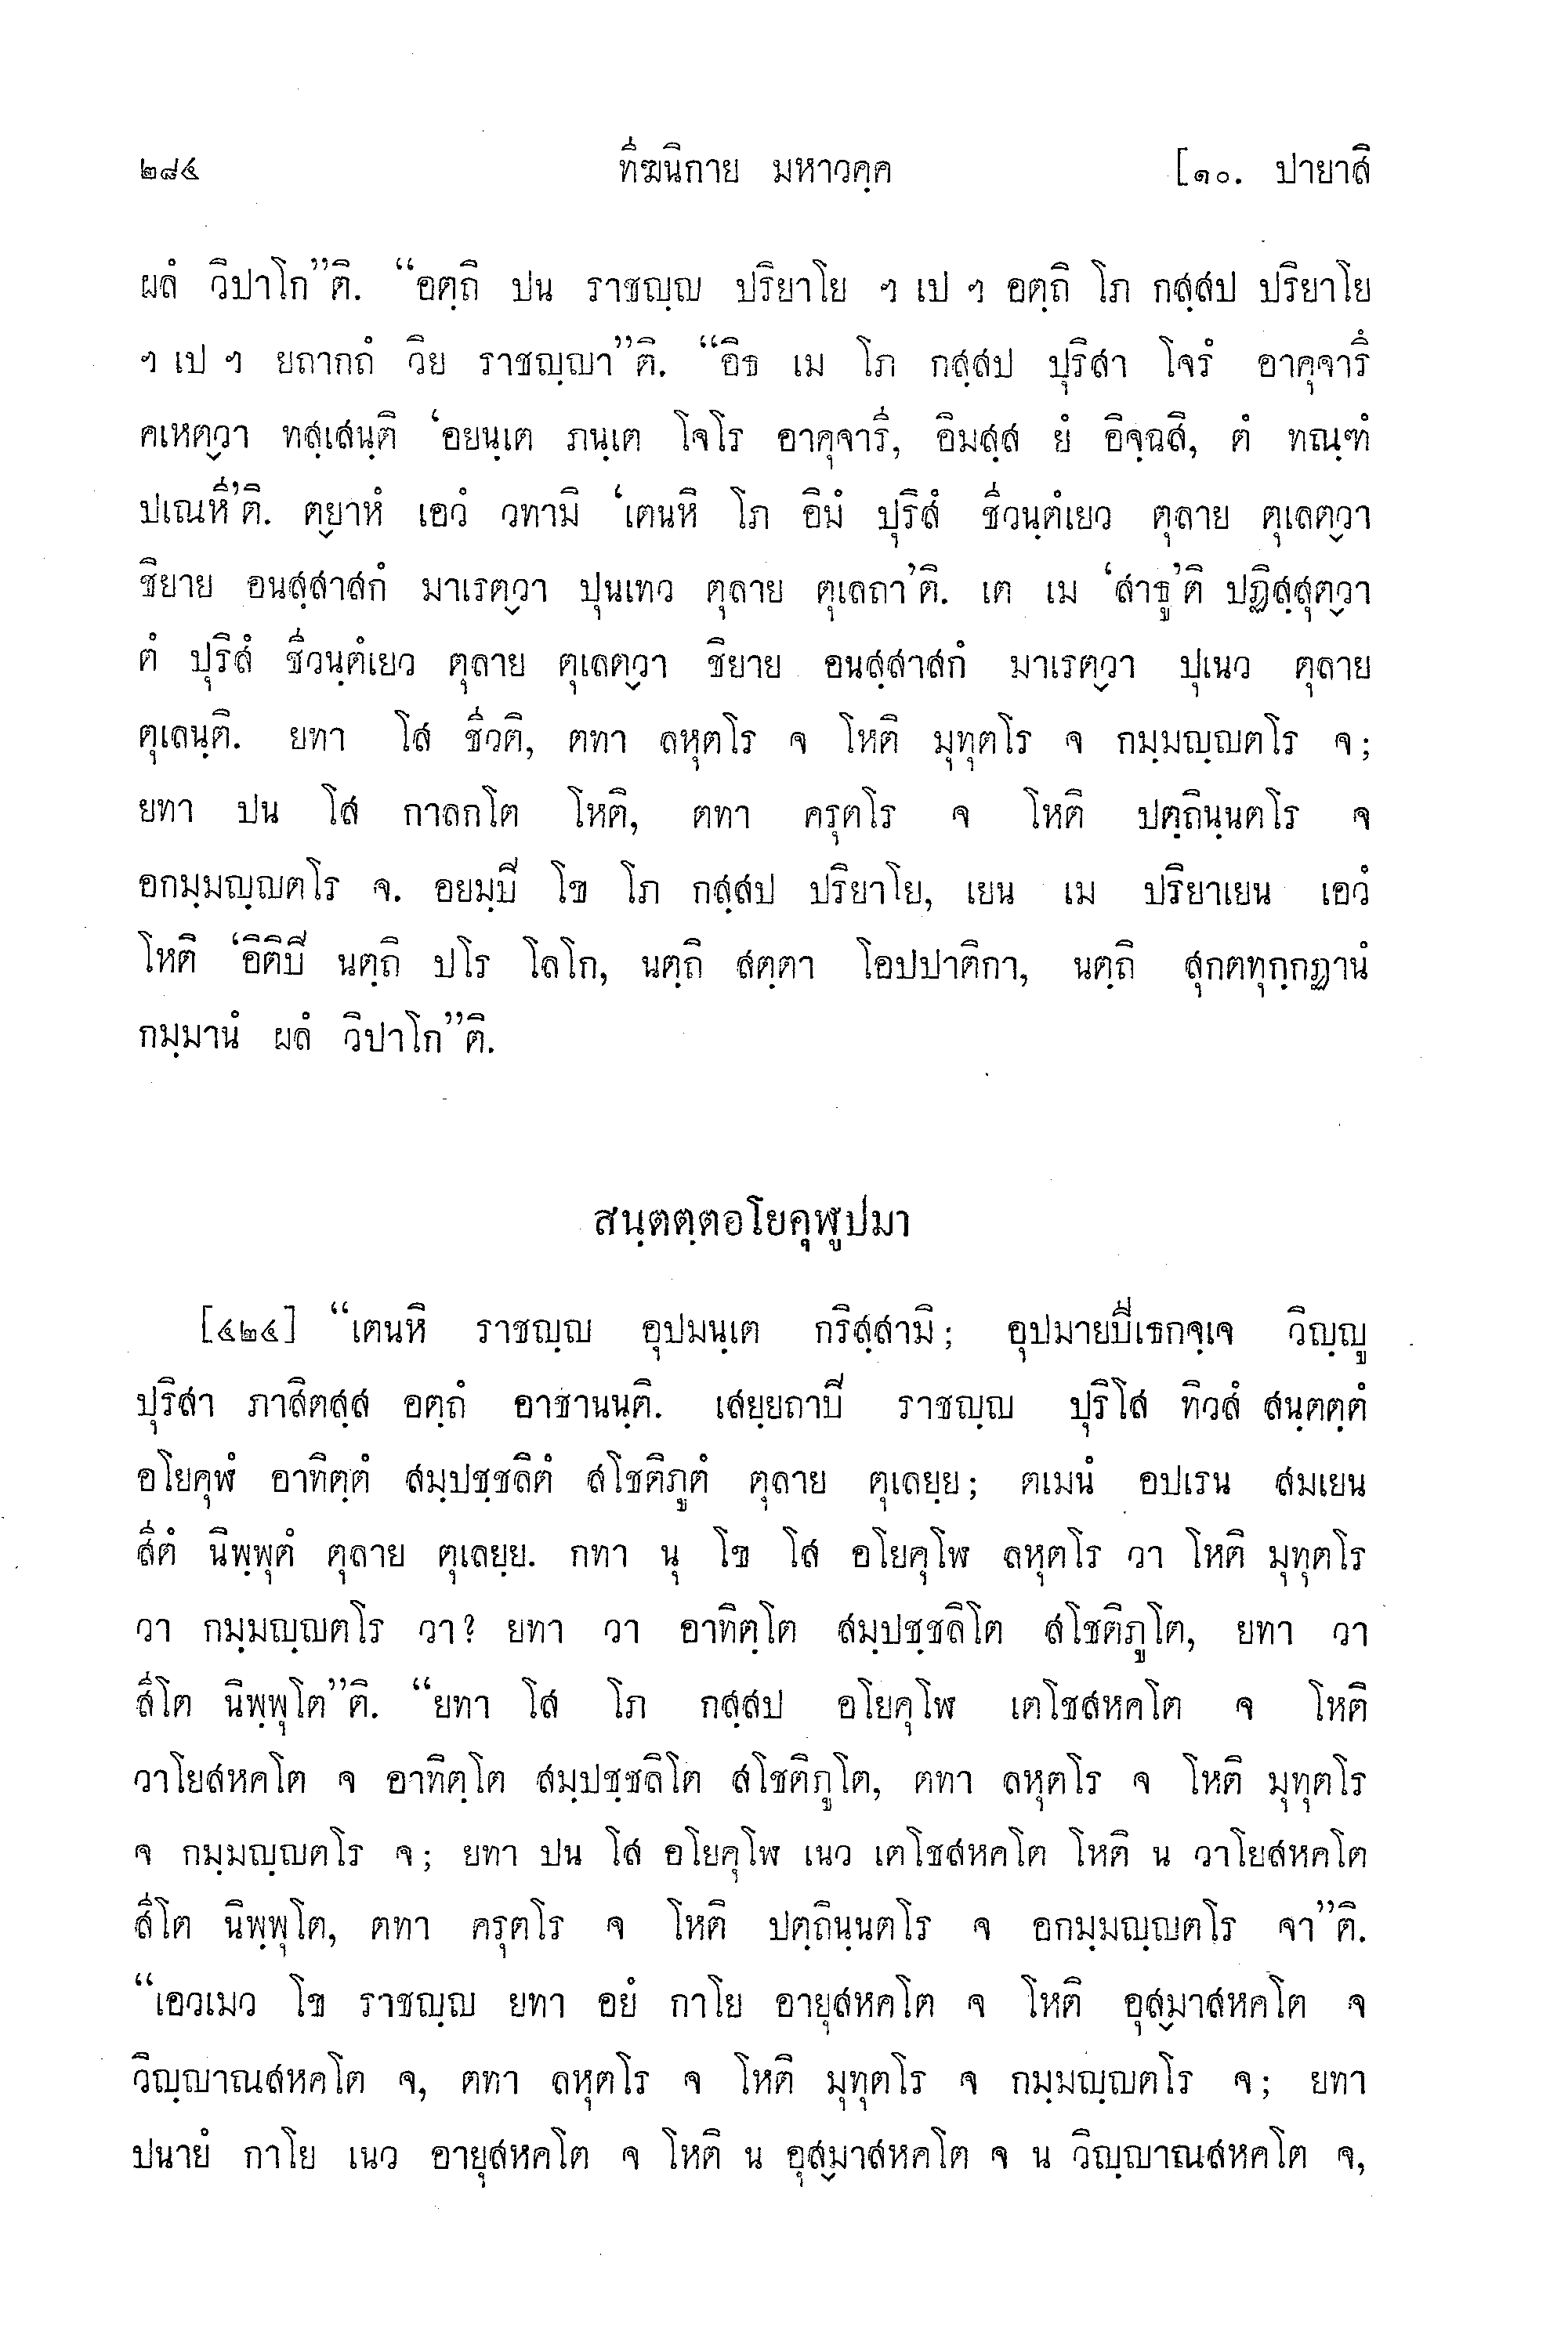 ๒๘๔ ทีฆนิกาย มหาวคฺค [๑๐. ปายาสิ
ผลํ วิปาโก”ติ. “อตฺถิ ปน ราชญฺญ ปริยาโย ฯ เป ฯ อตฺถิ โภ กสฺสป ปริยาโย
ฯ เป ฯ ยถากถํ วิย ราชญฺญา”ติ. “อิธ เม โภ กสฺสป ปุริสา โจรํ อาคุจารึ
คเหตฺวา ทสฺเสนฺติ ‘อยนฺเต ภนฺเต โจโร อาคุจารี, อิมสฺส ยํ อิจฺฉสิ, ตํ ทณฺฑํ
ปเณหี’ติ. ตฺยาหํ เอวํ วทามิ ‘เตนหิ โภ อิมํ ปุริสํ ชีวนฺตํเยว ตุลาย ตุเลตฺวา
ชิยาย อนสฺสาสกํ มาเรตฺวา ปุนเทว ตุลาย ตุเลถา’ติ. เต เม ‘สาธู’ติ ปฏิสฺสุตฺวา
ตํ ปุริสํ ชีวนฺตํเยว ตุลาย ตุเลตฺวา ชิยาย อนสฺสาสกํ มาเรตฺวา ปุเนว ตุลาย
ตุเลนฺติ. ยทา โส ชีวติ, ตทา ลหุตโร จ โหติ มุทุตโร จ กมฺมญฺญตโร จ;
ยทา ปน โส กาลกโต โหติ, ตทา ครุตโร จ โหติ ปตฺถินฺนตโร จ
อกมฺมญฺญตโร จ. อยมฺปิ โข โภ กสฺสป ปริยาโย, เยน เม ปริยาเยน เอวํ
โหติ ‘อิติปิ นตฺถิ ปโร โลโก, นตฺถิ สตฺตา โอปปาติกา, นตฺถิ สุกตทุกฺกฏานํ
กมฺมานํ ผลํ วิปาโก”ติ.
สนฺตตฺตอโยคุฬูปมา
[๔๒๔] “เตนหิ ราชญฺญ อุปมนฺเต กริสฺสามิ; อุปมายปีเธกจฺเจ วิญฺญู
ปุริสา ภาสิตสฺส อตฺถํ อาชานนฺติ. เสยฺยถาปิ ราชญฺญ ปุริโส ทิวสํ สนฺตตฺตํ
อโยคุฬํ อาทิตฺตํ สมฺปชฺชลิตํ สโชติภูตํ ตุลาย ตุเลยฺย; ตเมนํ อปเรน สมเยน
สีตํ นิพฺพุตํ ตุลาย ตุเลยฺย. กทา นุ โข โส อโยคุโฬ ลหุตโร วา โหติ มุทุตโร
วา กมฺมญฺญตโร วา? ยทา วา อาทิตฺโต สมฺปชฺชลิโต สโชติภูโต, ยทา วา
สีโต นิพฺพุโต”ติ. “ยทา โส โภ กสฺสป อโยคุโฬ เตโชสหคโต จ โหติ
วาโยสหคโต จ อาทิตฺโต สมฺปชฺชลิโต สโชติภูโต, ตทา ลหุตโร จ โหติ มุทุตโร
จ กมฺมญฺญตโร จ; ยทา ปน โส อโยคุโฬ เนว เตโชสหคโต โหติ น วาโยสหคโต
สีโต นิพฺพุโต, ตทา ครุตโร จ โหติ ปตฺถินฺนตโร จ อกมฺมญฺญตโร จา”ติ.
“เอวเมว โข ราชญฺญ ยทา อยํ กาโย อายุสหคโต จ โหติ อุสฺมาสหคโต จ
วิญฺญาณสหคโต จ, ตทา ลหุตโร จ โหติ มุทุตโร จ กมฺมญฺญตโร จ; ยทา
ปนายํ กาโย เนว อายุสหคโต จ โหติ น อุสฺมาสหคโต จ น วิญฺญาณสหคโต จ,